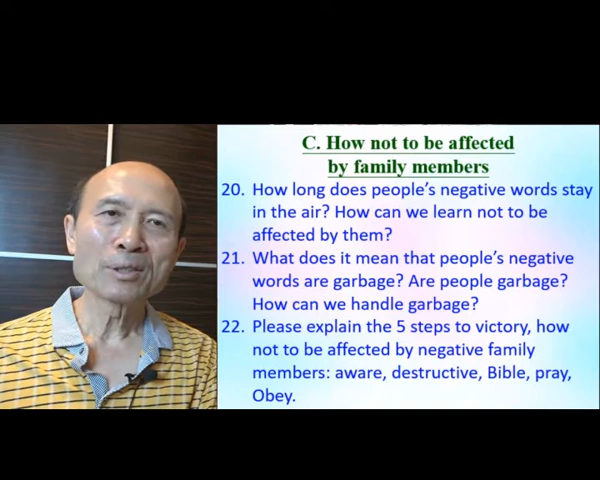 C. How not to be affected
by family members
20. How long does people's negative words stay
in the air? How can we learn not to be
affected by them?
21. What does it mean that people's negative
words are garbage? Are people garbage?
How can we handle garbage?
22. Please explain the 5 steps to victory, how
not to be affected by negative family
members: aware, destructive, Bible, pray,
Obey.